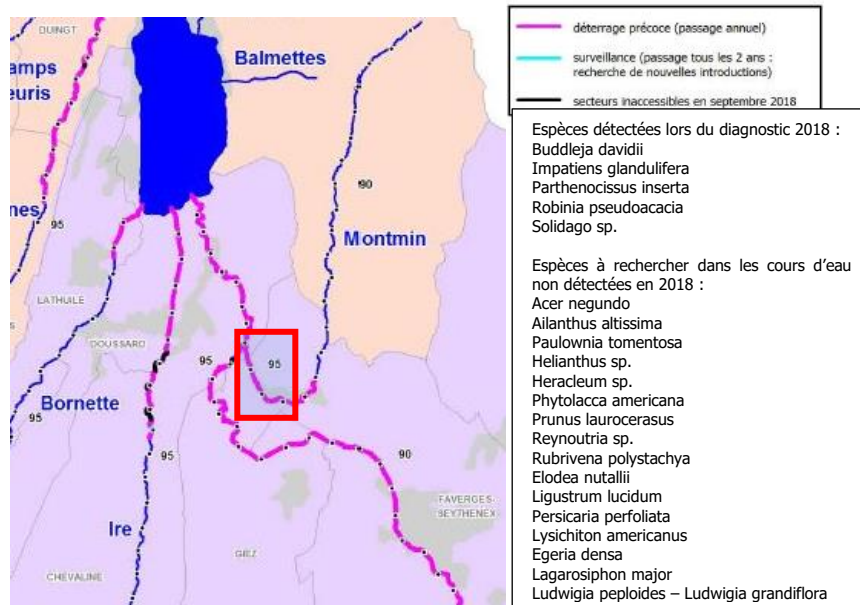 DUINGT
Balmettes
amps
euris
90
nes
95
Montmin
LATHUILE
DOUSSARD
95
95
Bornette
95
95
90
FAVERGES-
SEYTHENEX
Ire
GIEZ
CHEVALINE
déterrage précoce (passage annuel)
surveillance (passage tous les 2 ans :
recherche de nouvelles introductions)
secteurs inaccessibles en septembre 2018
Espèces détectées lors du diagnostic 2018 :
Buddleja davidii
Impatiens glandulifera
Parthenocissus inserta
Robinia pseudoacacia
Solidago sp.
Espèces à rechercher dans les cours d'eau
non détectées en 2018 :
Acer negundo
Ailanthus altissima
Paulownia tomentosa
Helianthus sp.
Heracleum sp.
Phytolacca americana
Prunus laurocerasus
Reynoutria sp.
Rubrivena polystachya
Elodea nutallii
Ligustrum lucidum
Persicaria perfoliata
Lysichiton americanus
Egeria densa
Lagarosiphon major
Ludwigia peploides – Ludwigia grandiflora